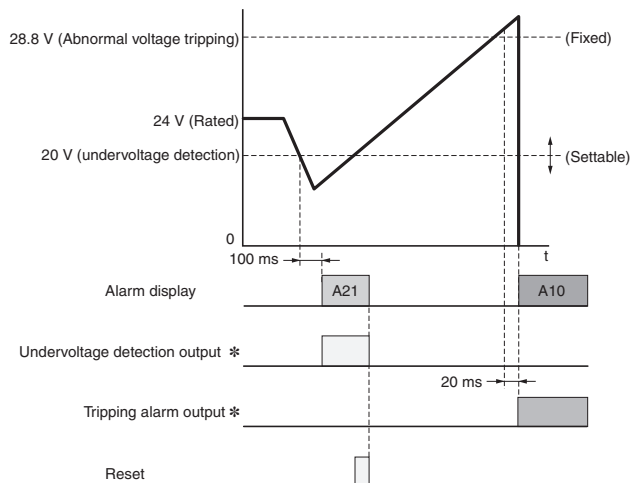 28.8 V (Abnormal voltage tripping)
(Fixed)
24 V (Rated)
20 V (undervoltage detection)
(Settable)
0
t
100 ms
Alarm display
A21
A10
Undervoltage detection output *
20 ms
Tripping alarm output *
Reset